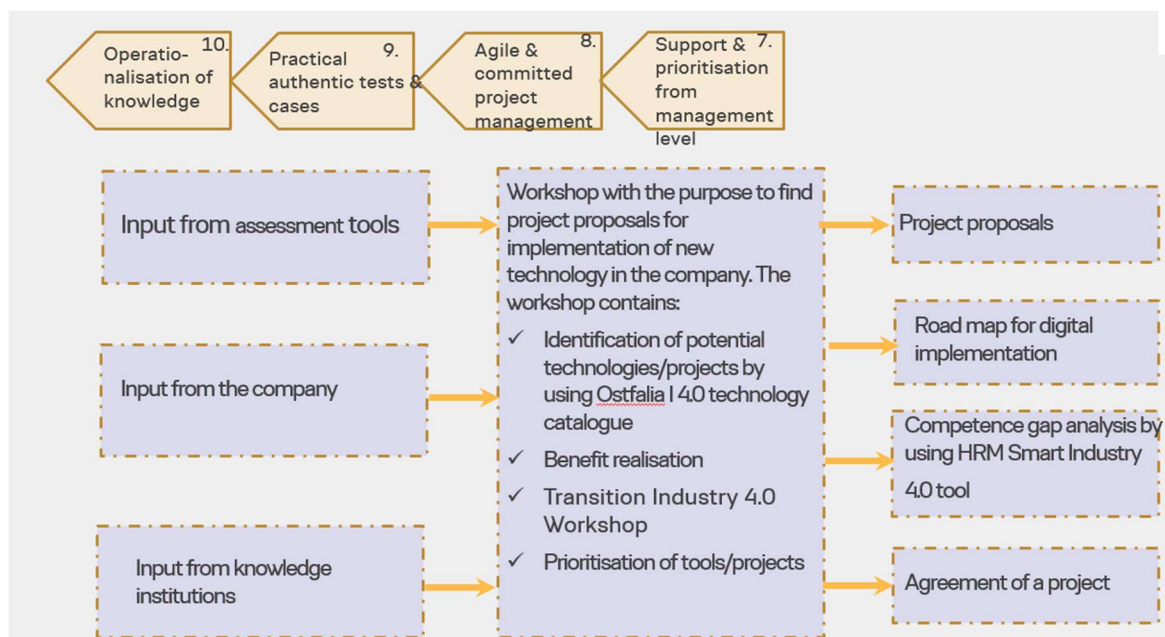 10.
Operatio-
nalisation of
knowledge
9.
Practical
authentic tests &
cases
8.
Agile &
committed
project
management
7.
Support &
prioritisation
from
management
level
Input from assessment tools
Input from the company
Input from knowledge
institutions
Workshop with the purpose to find
project proposals for
implementation of new
technology in the company. The
workshop contains:
✓ Identification of potential
technologies/projects by
using Ostfalia I 4.0 technology
catalogue
✓ Benefit realisation
✓ Transition Industry 4.0
Workshop
✓ Prioritisation of tools/projects
Project proposals
Road map for digital
implementation
Competence gap analysis by
using HRM Smart Industry
4.0 tool
Agreement of a project